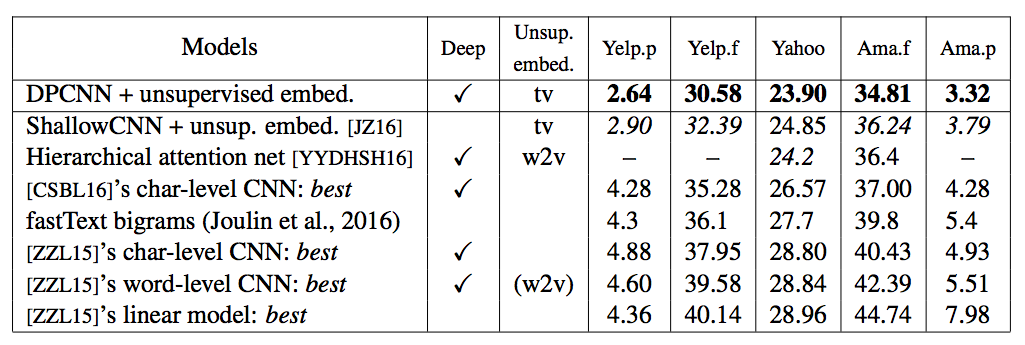 Models Deep Unsup. embed. Yelp.p Yelp.f Yahoo Ama.f Ama.p
DPCNN + unsupervised embed. ✓ tv 2.64 30.58 23.90 34.81 3.32
ShallowCNN + unsup. embed. [JZ16] tv 2.90 32.39 24.85 36.24 3.79
Hierarchical attention net [YYDHSH16] ✓ w2v – – 24.2 36.4 –
[CSBL16]'s char-level CNN: best ✓ 4.28 35.28 26.57 37.00 4.28
fastText bigrams (Joulin et al., 2016) 4.3 36.1 27.7 39.8 5.4
[ZZL15]'s char-level CNN: best ✓ 4.88 37.95 28.80 40.43 4.93
[ZZL15]'s word-level CNN: best ✓ (w2v) 4.60 39.58 28.84 42.39 5.51
[ZZL15]'s linear model: best 4.36 40.14 28.96 44.74 7.98